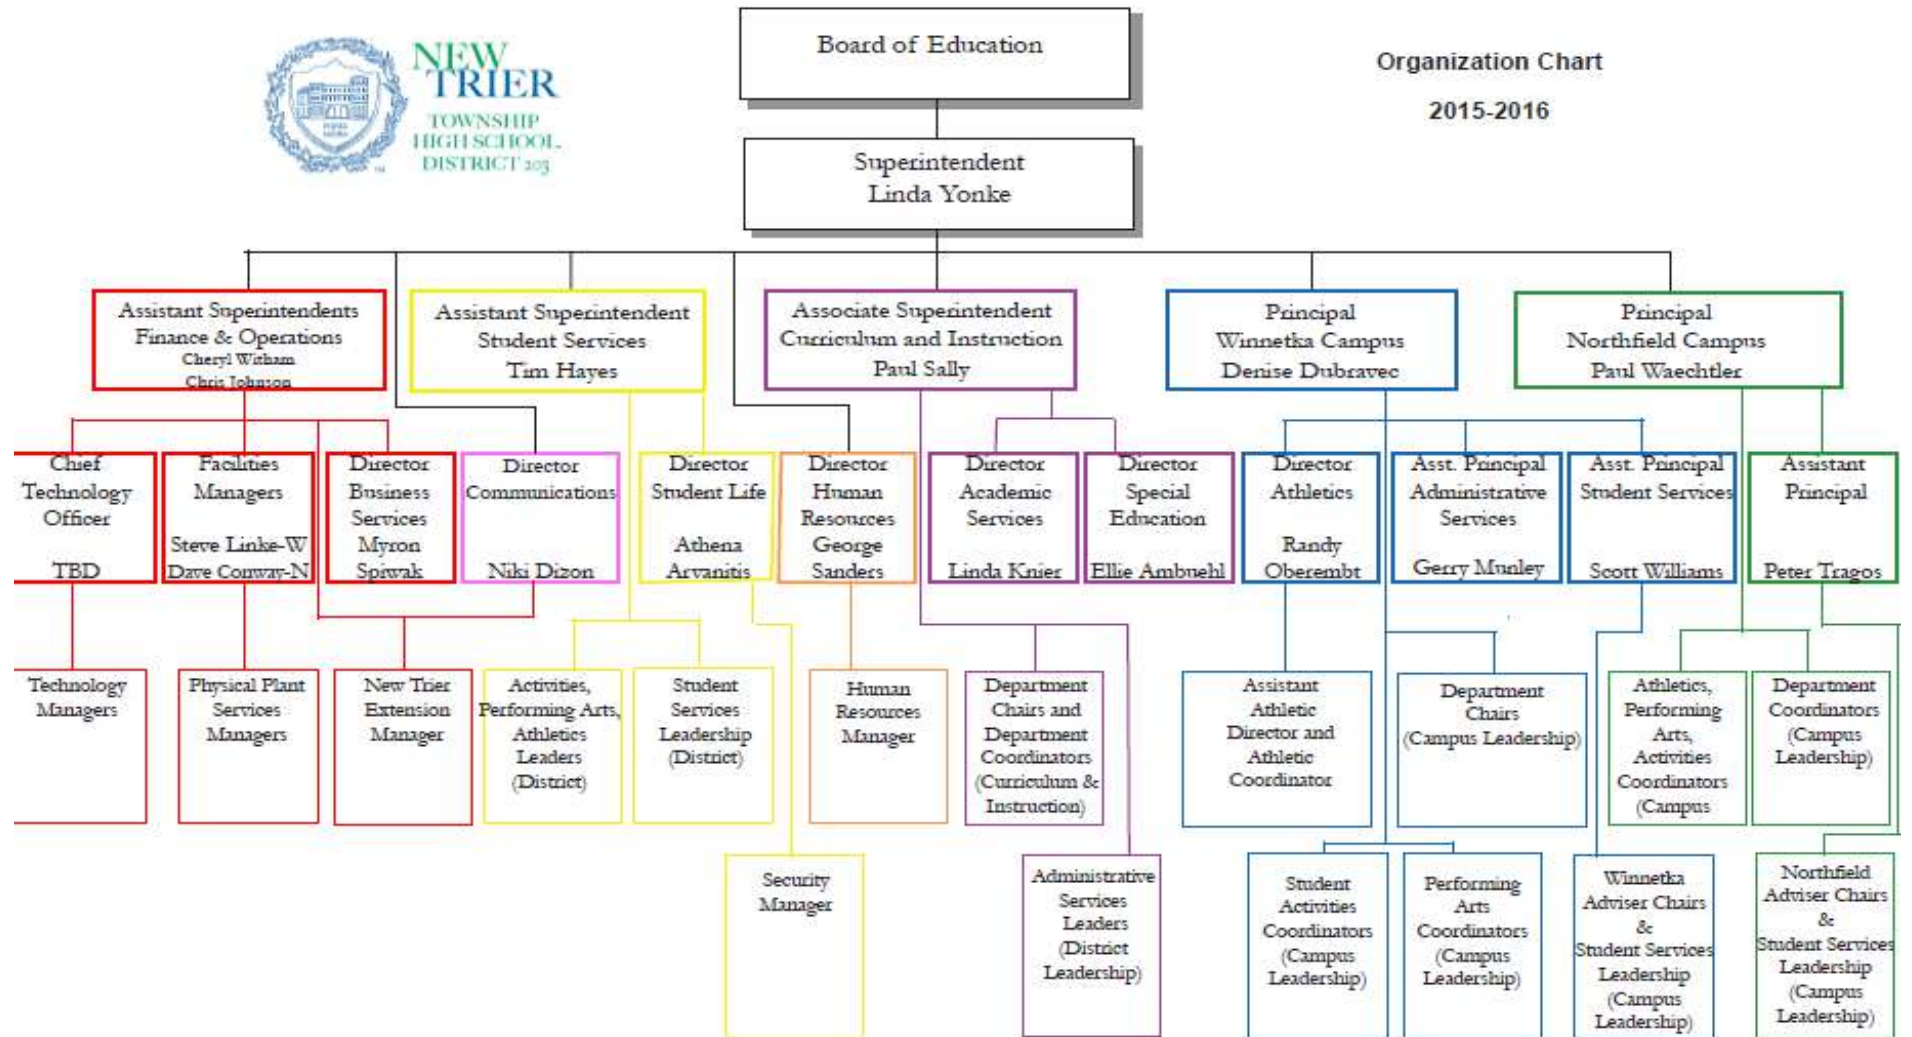 NEW
TRIER
TOWNSHIP
HIGH SCHOOL
DISTRICT 203
Board of Education
Organization Chart
2015-2016
Superintendent
Linda Yonke
Assistant Superintendents
Finance & Operations
Cheryl Witham
Chris Johnson
Assistant Superintendent
Student Services
Tim Hayes
Associate Superintendent
Curriculum and Instruction
Paul Sally
Principal
Winnetka Campus
Denise Dubravec
Principal
Northfield Campus
Paul Waechtler
Chief
Technology
Officer
TBD
Facilities
Managers
Steve Linke-W
Dave Conway-N
Director
Business
Services
Myron
Spiwak
Director
Communications
Niki Dizon
Director
Student Life
Athena
Arvanitis
Director
Human
Resources
George
Sanders
Director
Academic
Services
Linda Knier
Director
Special
Education
Ellie Ambuehl
Director
Athletics
Randy
Oberembt
Asst. Principal
Administrative
Services
Gerry Munley
Asst. Principal
Student Services
Scott Williams
Assistant
Principal
Peter Tragos
Technology
Managers
Physical Plant
Services
Managers
New Trier
Extension
Manager
Activities,
Performing Arts,
Athletics
Leaders
(District)
Student
Services
Leadership
(District)
Human
Resources
Manager
Department
Chairs and
Department
Coordinators
(Curriculum &
Instruction)
Assistant
Athletic
Director and
Athletic
Coordinator
Department
Chairs
(Campus Leadership)
Athletics,
Performing
Arts,
Activities
Coordinators
(Campus
Department
Coordinators
(Campus
Leadership)
Security
Manager
Administrative
Services
Leaders
(District
Leadership)
Student
Activities
Coordinators
(Campus
Leadership)
Performing
Arts
Coordinators
(Campus
Leadership)
Winnetka
Adviser Chairs
&
Student Services
Leadership
(Campus
Leadership)
Northfield
Adviser Chairs
&
Student Services
Leadership
(Campus
Leadership)